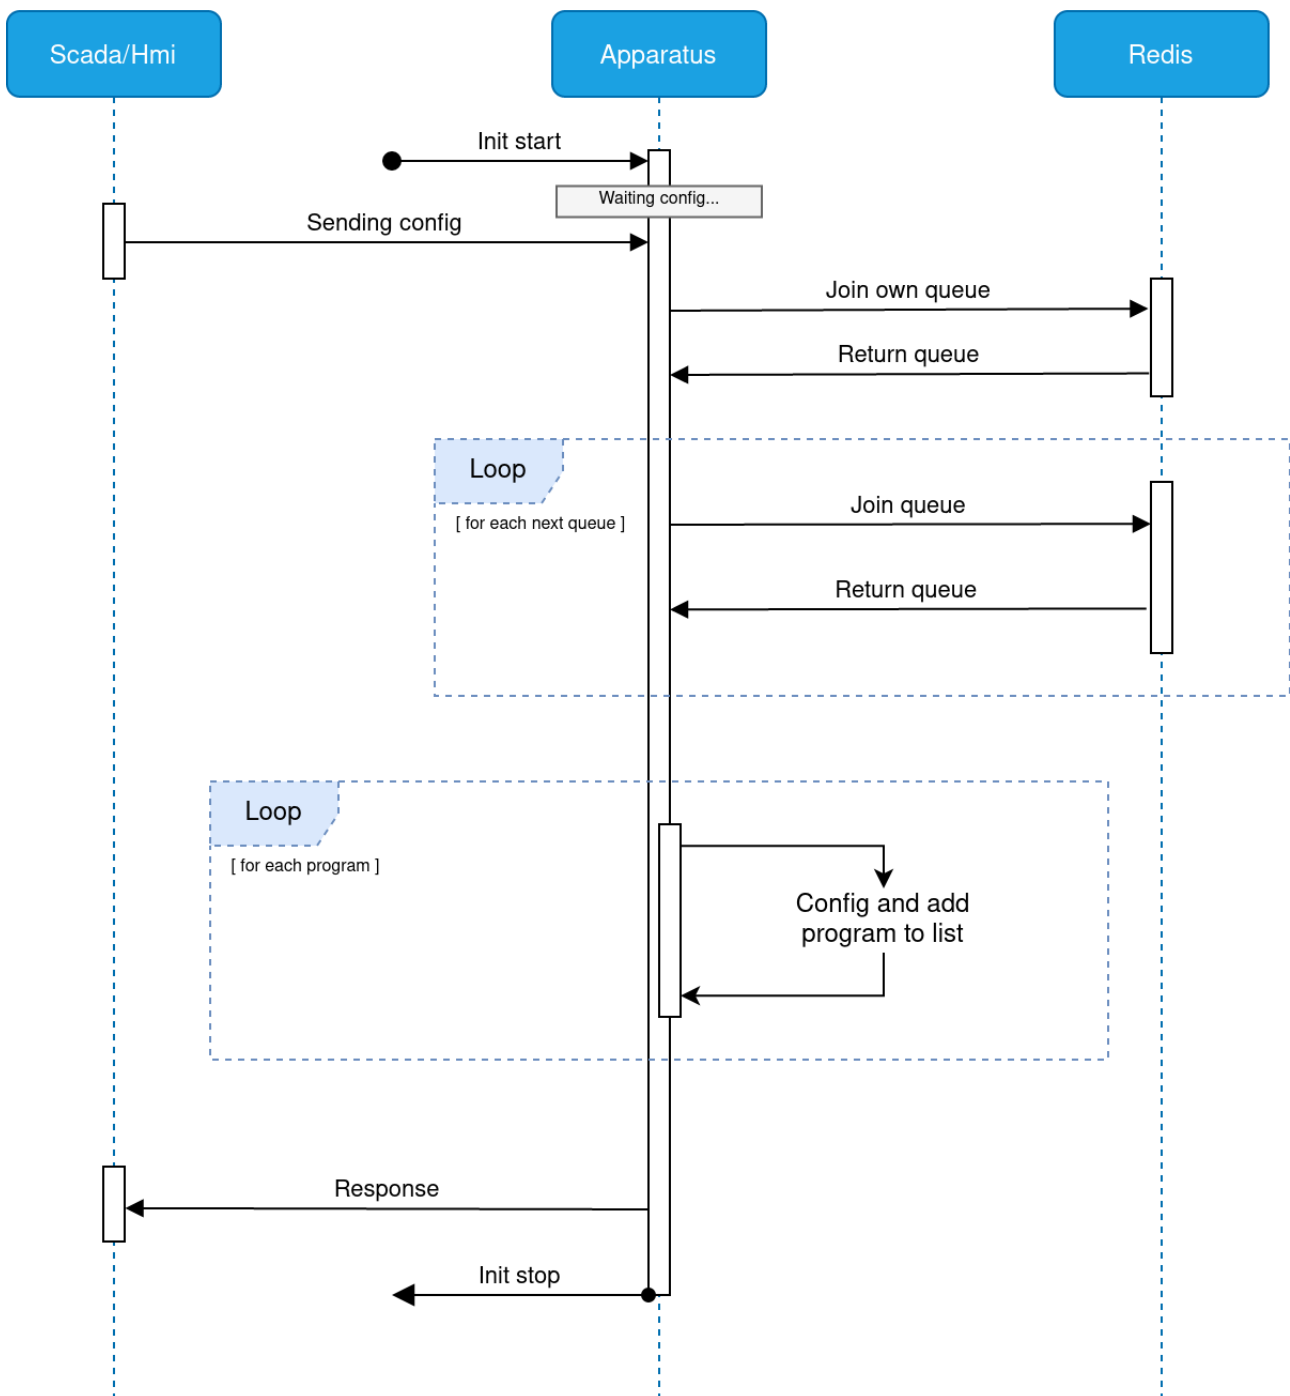 Scada/Hmi
Apparatus
Redis
Init start
Waiting config...
Sending config
Join own queue
Return queue
Loop
[ for each next queue ]
Join queue
Return queue
Loop
[ for each program ]
Config and add
program to list
Response
Init stop